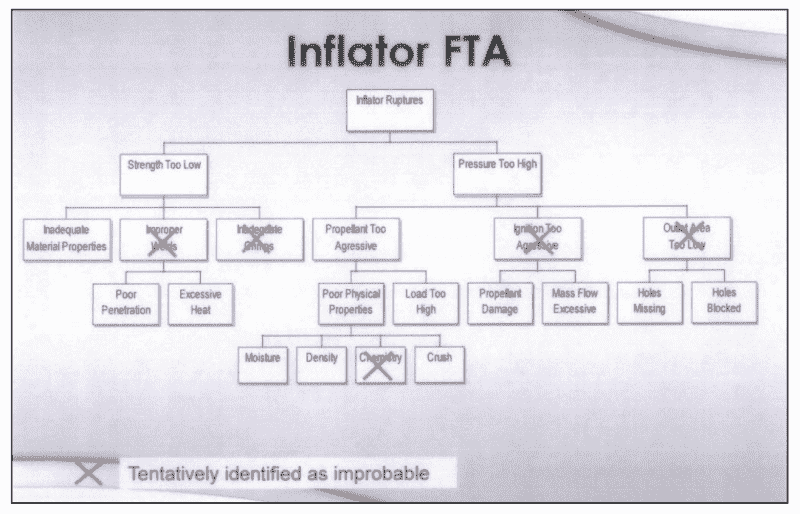 Inflator FTA
Inflator Ruptures
Strength Too Low
Pressure Too High
Inadequate
Material Properties
Improper
Welds
Inadequate
Crimps
Propellant Too
Agressive
Ignition Too
Agressive
Outlet Area
Too Low
Poor
Penetration
Excessive
Heat
Poor Physical
Properties
Load Too
High
Propellant
Damage
Mass Flow
Excessive
Holes
Missing
Holes
Blocked
Moisture
Density
Chemistry
Crush
Tentatively identified as improbable